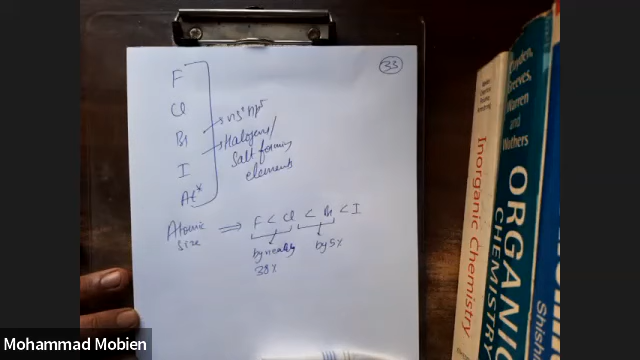 33
F
Cl
Br
I
At*
→ ns² np⁵
→ Halogens/
Salt forming
elements
Atomic
Size
⇒ F < Cl < Br < I
by nearly
38%
by 5%
Inorganic Chemistry
ORGANIC
CHEMISTRY
Clayden,
Greeves,
Warren
and
Wothers
Mohammad Mobien